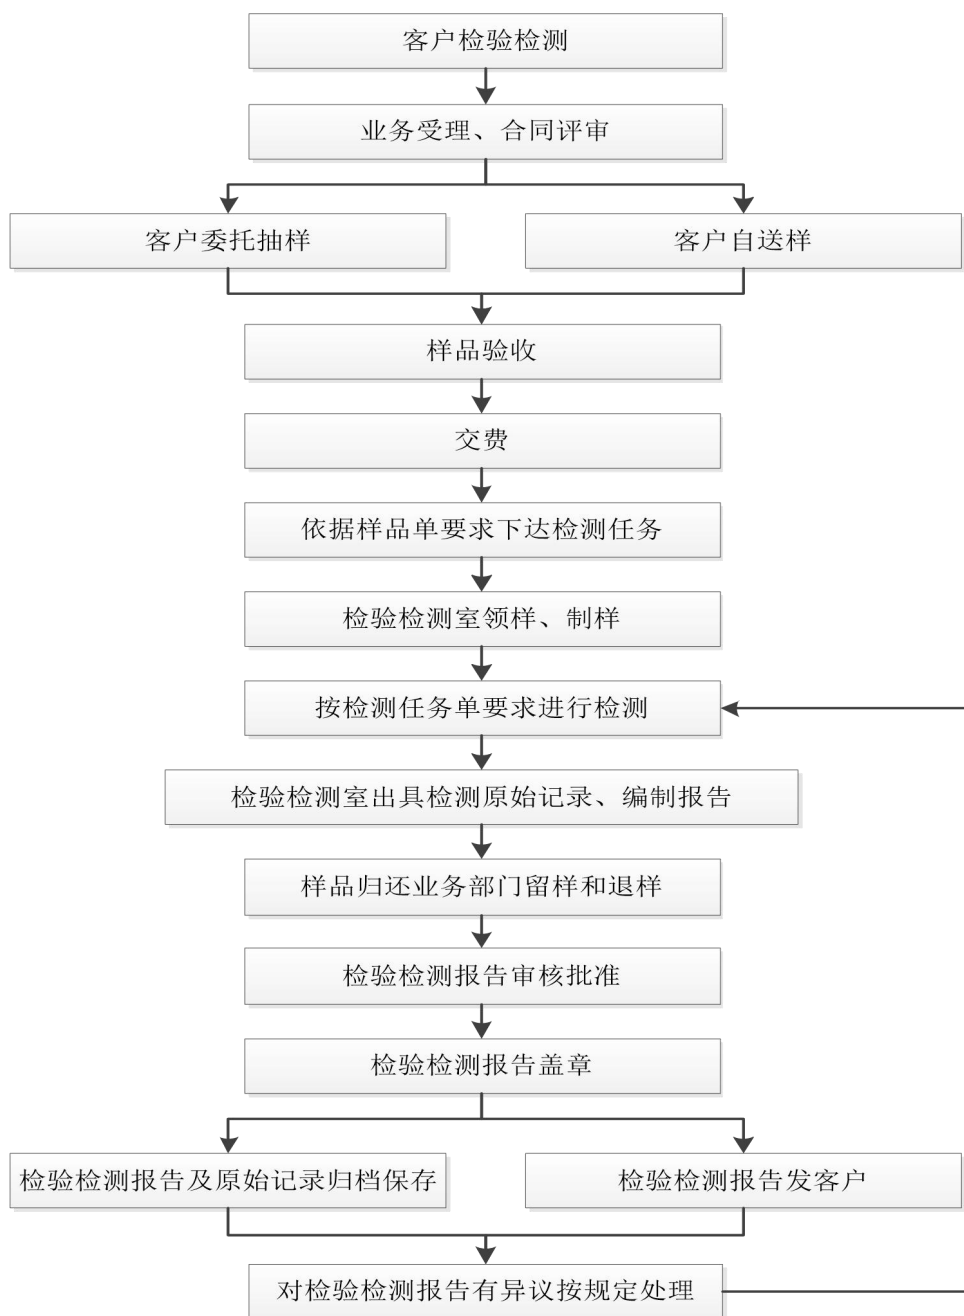 客户检验检测
业务受理、合同评审
客户委托抽样
客户自送样
样品验收
交费
依据样品单要求下达检测任务
检验检测室领样、制样
按检测任务单要求进行检测
检验检测室出具检测原始记录、编制报告
样品归还业务部门留样和退样
检验检测报告审核批准
检验检测报告盖章
检验检测报告及原始记录归档保存
检验检测报告发客户
对检验检测报告有异议按规定处理